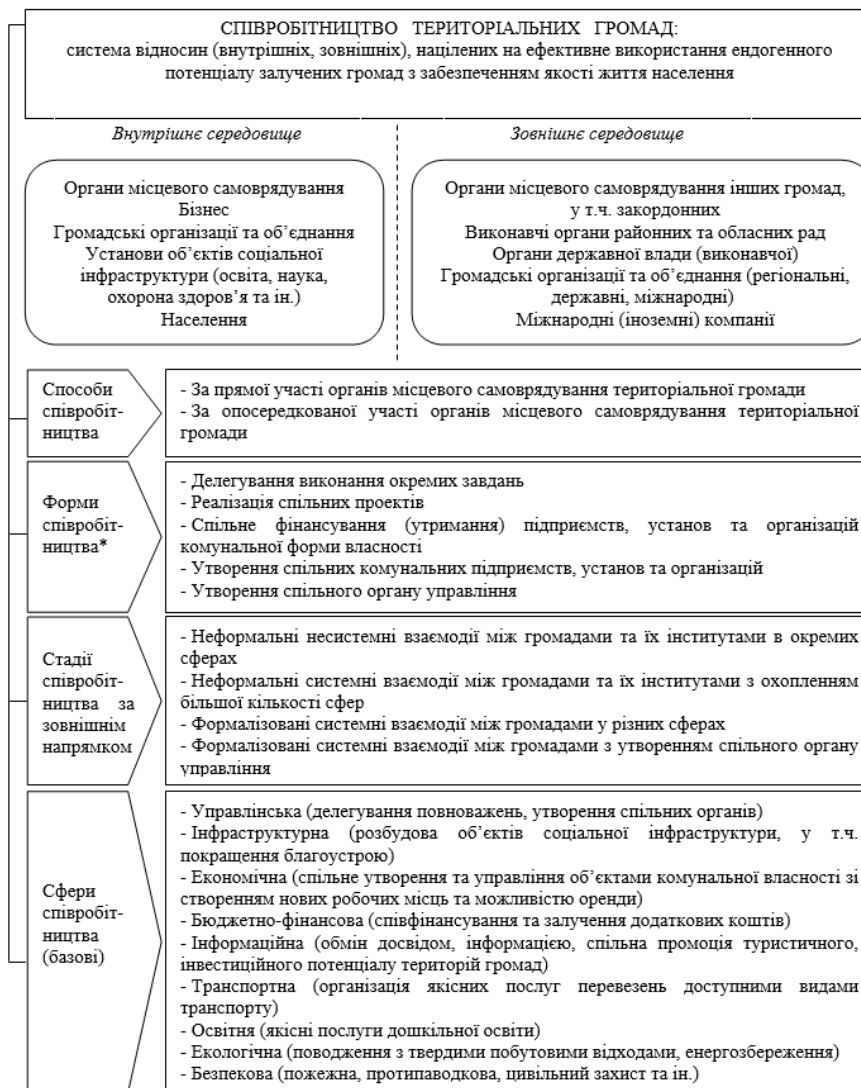 СПІВРОБІТНИЦТВО ТЕРИТОРІАЛЬНИХ ГРОМАД:
система відносин (внутрішніх, зовнішніх), націлених на ефективне використання ендогенного
потенціалу залучених громад з забезпеченням якості життя населення
Внутрішнє середовище
Органи місцевого самоврядування
Бізнес
Громадські організації та об’єднання
Установи об’єктів соціальної
інфраструктури (освіта, наука,
охорона здоров’я та ін.)
Населення
Зовнішнє середовище
Органи місцевого самоврядування інших громад,
у т.ч. закордонних
Виконавчі органи районних та обласних рад
Органи державної влади (виконавчої)
Громадські організації та об’єднання (регіональні,
державні, міжнародні)
Міжнародні (іноземні) компанії
Способи
співробіт-
ництва
- За прямої участі органів місцевого самоврядування територіальної громади
- За опосередкованої участі органів місцевого самоврядування територіальної
громади
Форми
співробіт-
ництва*
- Делегування виконання окремих завдань
- Реалізація спільних проектів
- Спільне фінансування (утримання) підприємств, установ та організацій
комунальної форми власності
- Утворення спільних комунальних підприємств, установ та організацій
- Утворення спільного органу управління
Стадії
співробіт-
ництва за
зовнішнім
напрямком
- Неформальні несистемні взаємодії між громадами та їх інститутами в окремих
сферах
- Неформальні системні взаємодії між громадами та їх інститутами з охопленням
більшої кількості сфер
- Формалізовані системні взаємодії між громадами у різних сферах
- Формалізовані системні взаємодії між громадами з утворенням спільного органу
управління
Сфери
співробіт-
ництва
(базові)
- Управлінська (делегування повноважень, утворення спільних органів)
- Інфраструктурна (розбудова об’єктів соціальної інфраструктури, у т.ч.
покращення благоустрою)
- Економічна (спільне утворення та управління об’єктами комунальної власності зі
створенням нових робочих місць та можливістю оренди)
- Бюджетно-фінансова (співфінансування та залучення додаткових коштів)
- Інформаційна (обмін досвідом, інформацією, спільна промоція туристичного,
інвестиційного потенціалу територій громад)
- Транспортна (організація якісних послуг перевезень доступними видами
транспорту)
- Освітня (якісні послуги дошкільної освіти)
- Екологічна (поводження з твердими побутовими відходами, енергозбереження)
- Безпекова (пожежна, протипаводкова, цивільний захист та ін.)